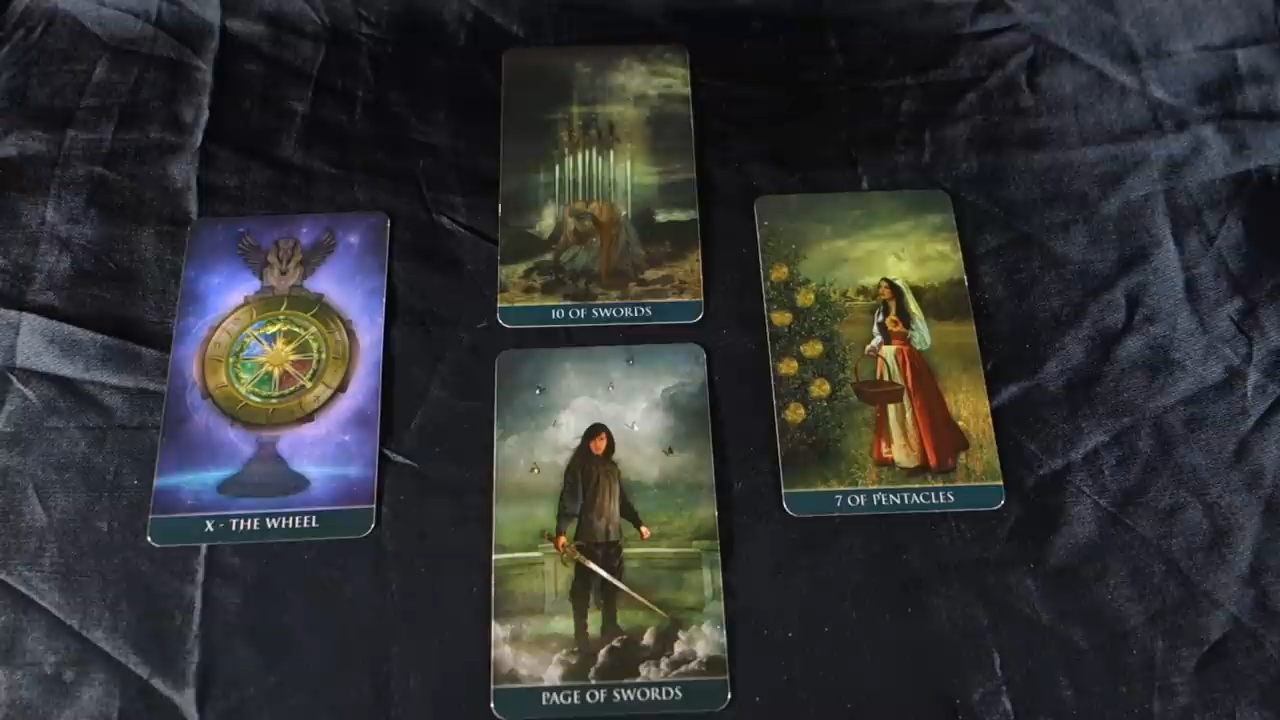 10 OF SWORDS
X - THE WHEEL
7 OF PENTACLES
PAGE OF SWORDS